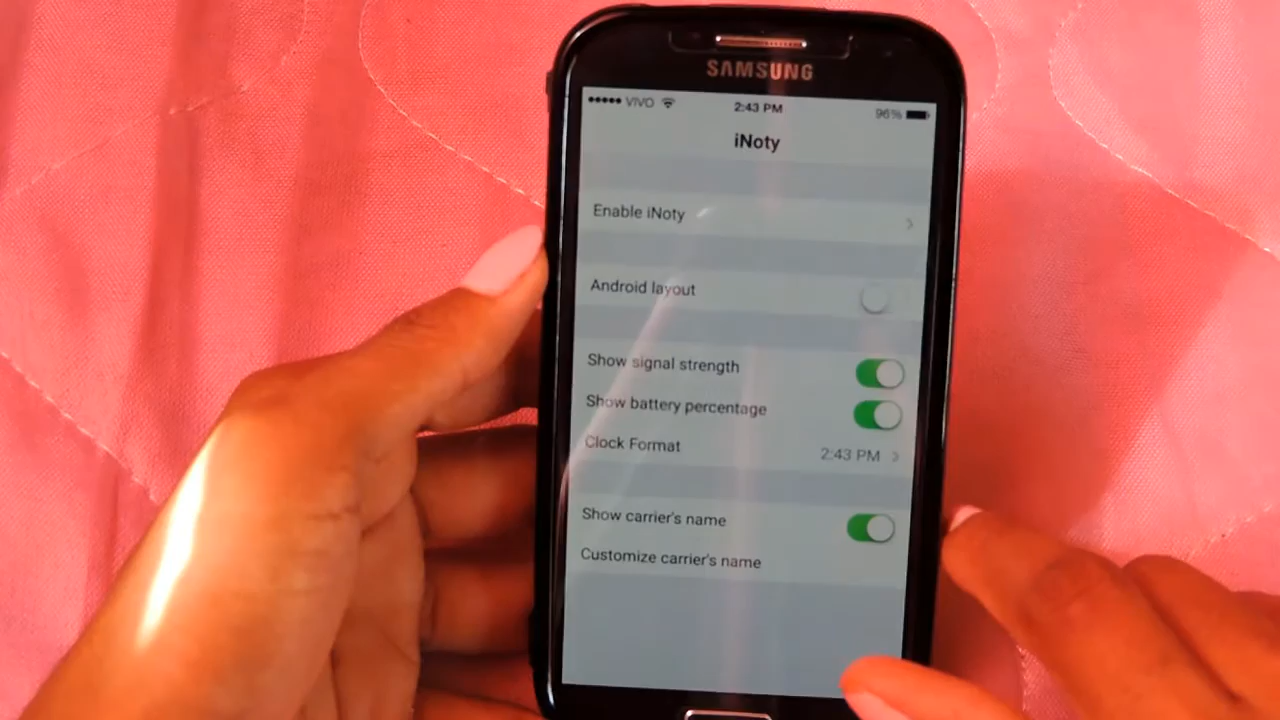 SAMSUNG
VIVO 2:43 PM 96%
iNoty
Enable iNoty
Android layout
Show signal strength
Show battery percentage
Clock Format 2:43 PM
Show carrier's name
Customize carrier's name